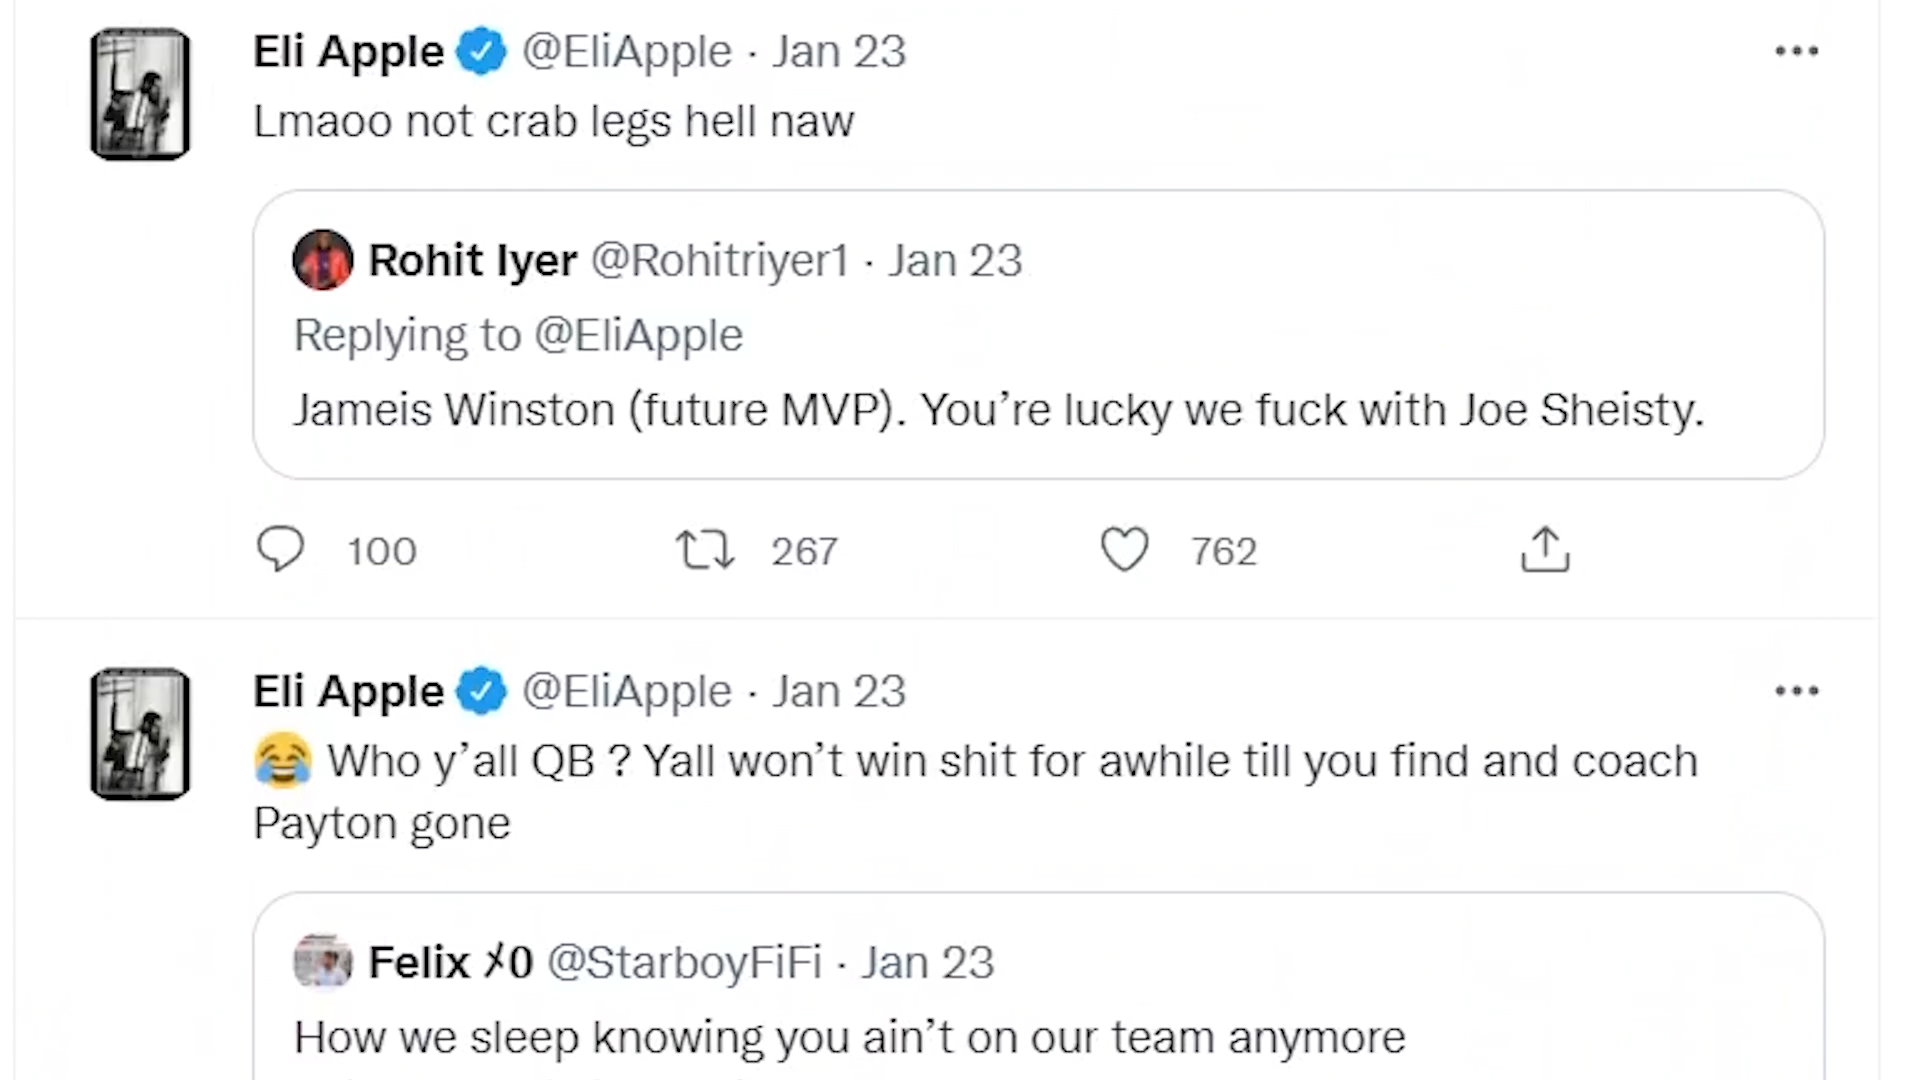 Eli Apple @EliApple · Jan 23
Lmaoo not crab legs hell naw
Rohit Iyer @Rohitriyer1 · Jan 23
Replying to @EliApple
Jameis Winston (future MVP). You’re lucky we fuck with Joe Sheisty.
100 267 762
Eli Apple @EliApple · Jan 23
😂 Who y’all QB ? Yall won’t win shit for awhile till you find and coach
Payton gone
Felix 〤0 @StarboyFiFi · Jan 23
How we sleep knowing you ain’t on our team anymore